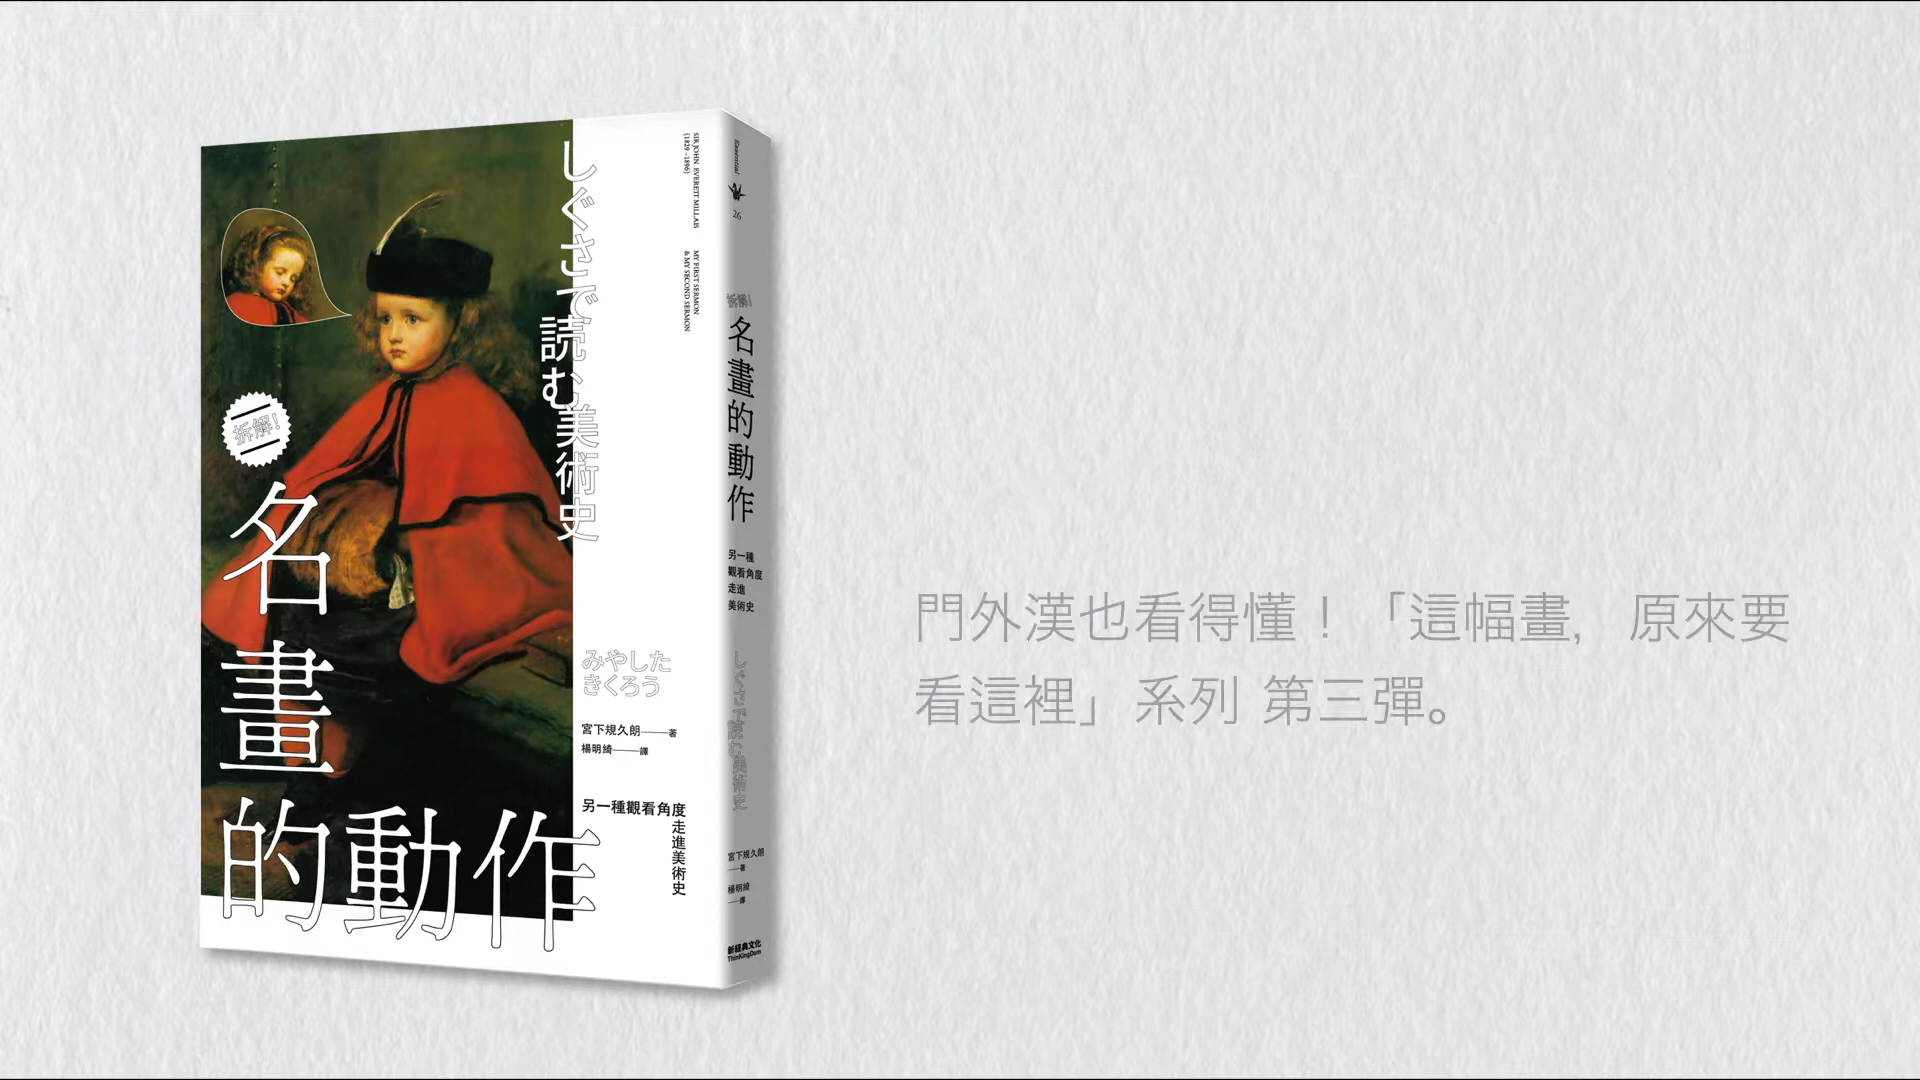 しぐさで読む美術史
SIR JOHN EVERETT MILLAIS
(1829 -1896)
MY FIRST SERMON
& MY SECOND SERMON
拆解!
名畫的動作
みやした
きくろう
宮下規久朗——著
楊明綺——譯
另一種觀看角度
走進美術史
Essential
26
拆解!
名畫的動作
另一種
觀看角度
走進
美術史
しぐさで読む美術史
宮下規久朗
——著
楊明綺
——譯
新經典文化
ThinKingDom
門外漢也看得懂！「這幅畫，原來要
看這裡」系列 第三彈。